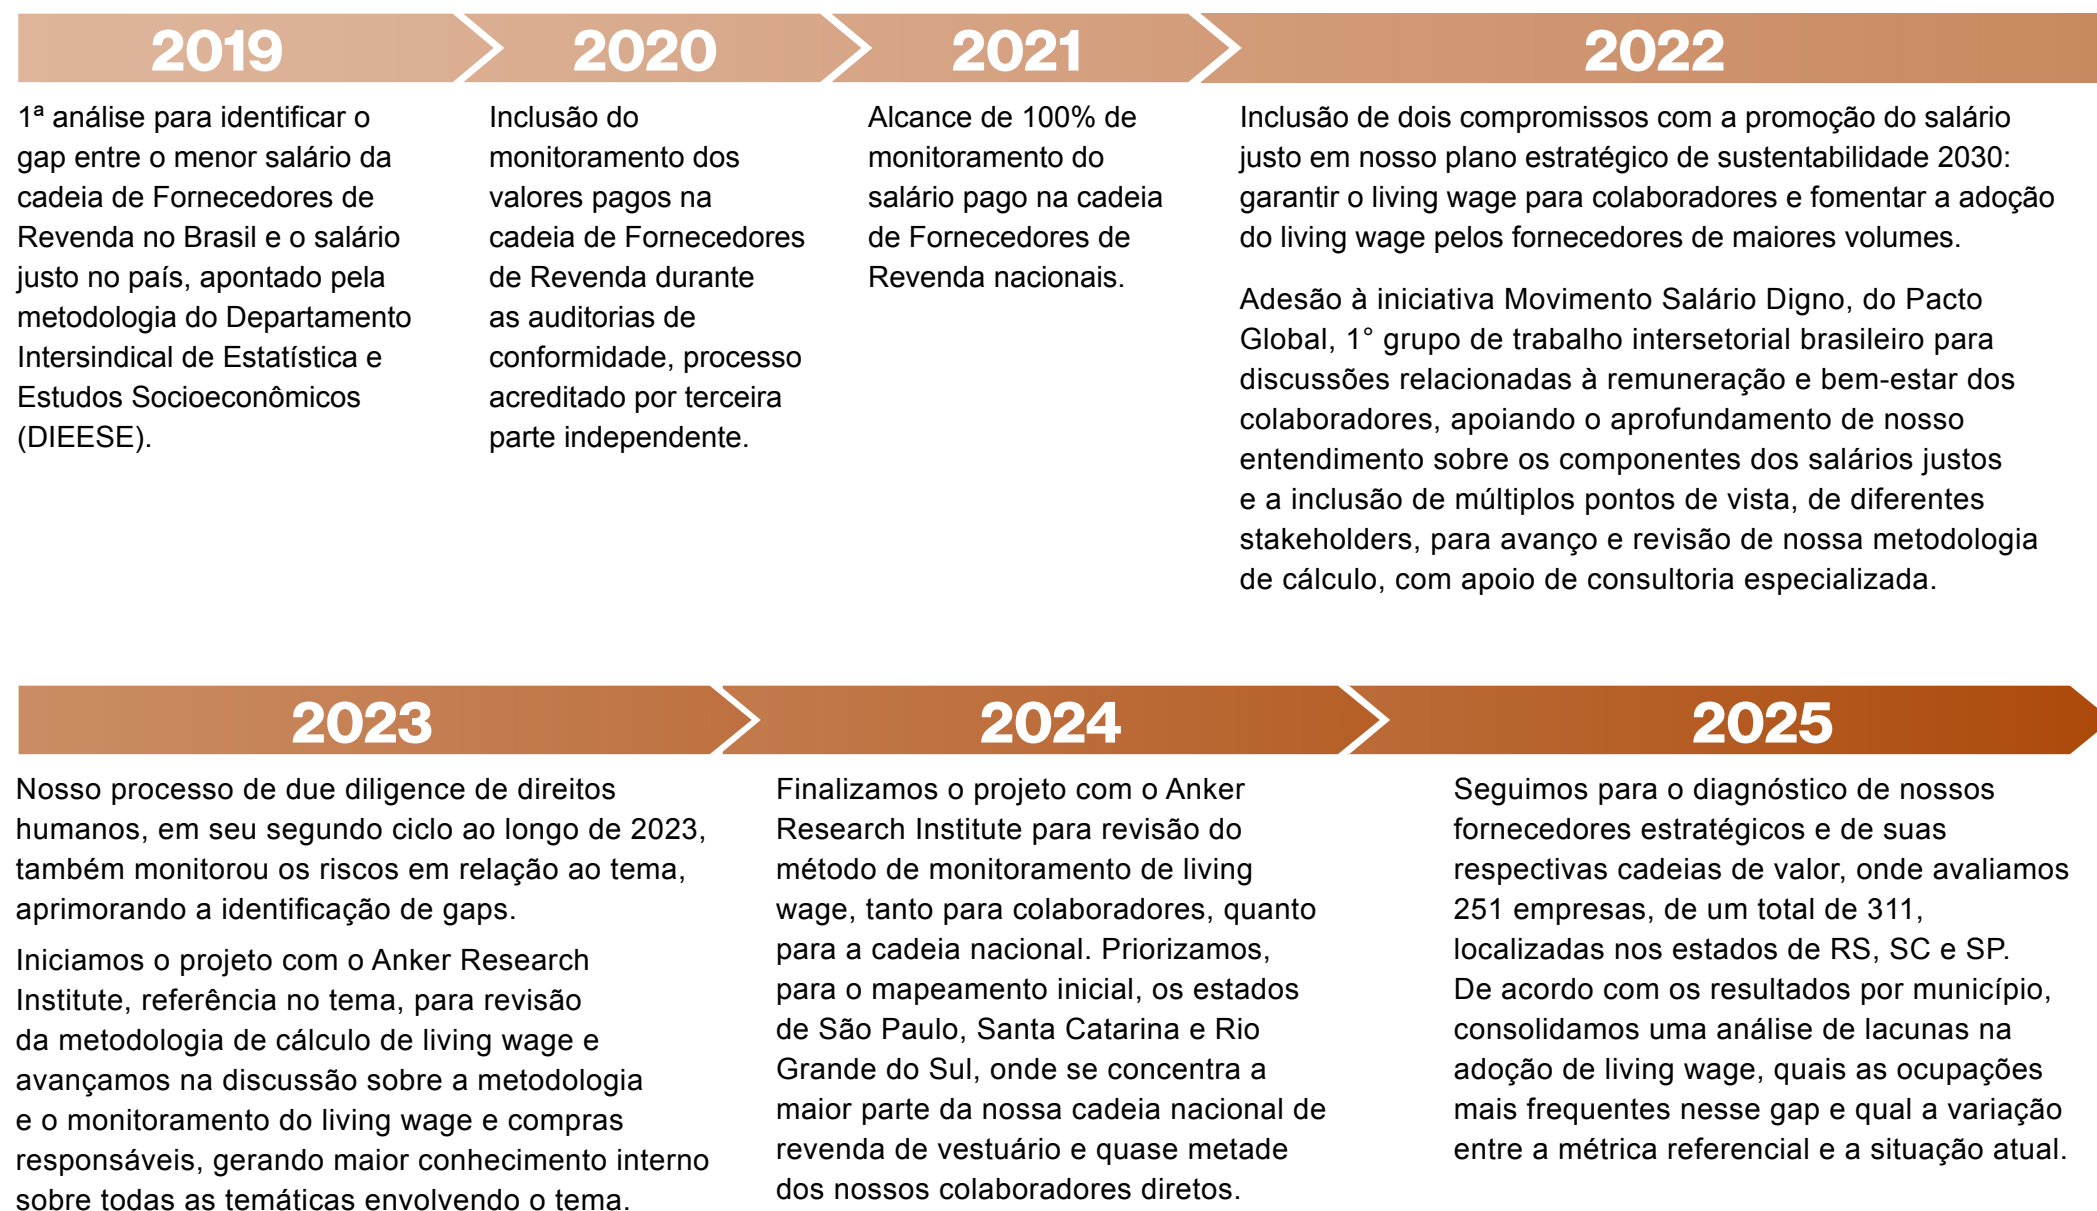 2019
1ª análise para identificar o
gap entre o menor salário da
cadeia de Fornecedores de
Revenda no Brasil e o salário
justo no país, apontado pela
metodologia do Departamento
Intersindical de Estatística e
Estudos Socioeconômicos
(DIEESE).
2020
Inclusão do
monitoramento dos
valores pagos na
cadeia de Fornecedores
de Revenda durante
as auditorias de
conformidade, processo
acreditado por terceira
parte independente.
2021
Alcance de 100% de
monitoramento do
salário pago na cadeia
de Fornecedores de
Revenda nacionais.
2022
Inclusão de dois compromissos com a promoção do salário
justo em nosso plano estratégico de sustentabilidade 2030:
garantir o living wage para colaboradores e fomentar a adoção
do living wage pelos fornecedores de maiores volumes.
Adesão à iniciativa Movimento Salário Digno, do Pacto
Global, 1° grupo de trabalho intersetorial brasileiro para
discussões relacionadas à remuneração e bem-estar dos
colaboradores, apoiando o aprofundamento de nosso
entendimento sobre os componentes dos salários justos
e a inclusão de múltiplos pontos de vista, de diferentes
stakeholders, para avanço e revisão de nossa metodologia
de cálculo, com apoio de consultoria especializada.
2023
Nosso processo de due diligence de direitos
humanos, em seu segundo ciclo ao longo de 2023,
também monitorou os riscos em relação ao tema,
aprimorando a identificação de gaps.
Iniciamos o projeto com o Anker Research
Institute, referência no tema, para revisão
da metodologia de cálculo de living wage e
avançamos na discussão sobre a metodologia
e o monitoramento do living wage e compras
responsáveis, gerando maior conhecimento interno
sobre todas as temáticas envolvendo o tema.
2024
Finalizamos o projeto com o Anker
Research Institute para revisão do
método de monitoramento de living
wage, tanto para colaboradores, quanto
para a cadeia nacional. Priorizamos,
para o mapeamento inicial, os estados
de São Paulo, Santa Catarina e Rio
Grande do Sul, onde se concentra a
maior parte da nossa cadeia nacional de
revenda de vestuário e quase metade
dos nossos colaboradores diretos.
2025
Seguimos para o diagnóstico de nossos
fornecedores estratégicos e de suas
respectivas cadeias de valor, onde avaliamos
251 empresas, de um total de 311,
localizadas nos estados de RS, SC e SP.
De acordo com os resultados por município,
consolidamos uma análise de lacunas na
adoção de living wage, quais as ocupações
mais frequentes nesse gap e qual a variação
entre a métrica referencial e a situação atual.